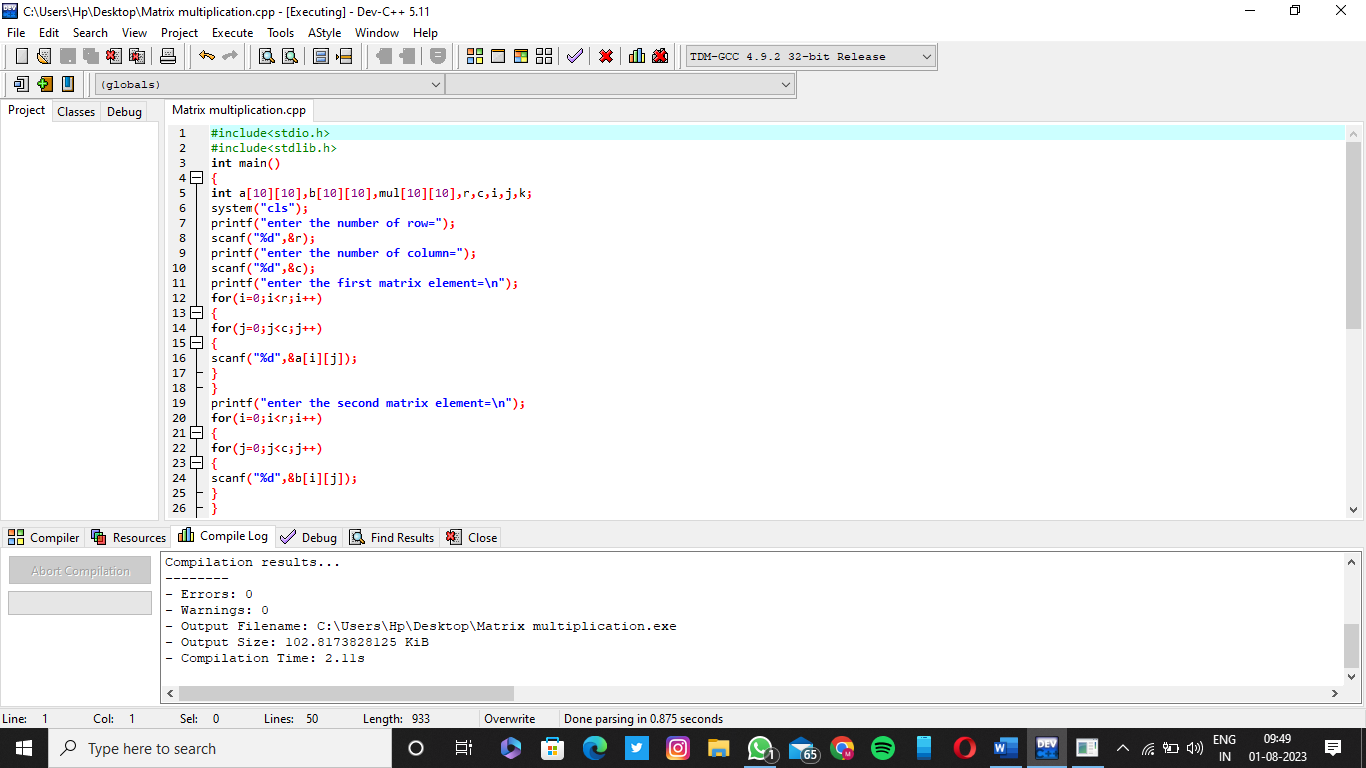 C:\Users\Hp\Desktop\Matrix multiplication.cpp - [Executing] - Dev-C++ 5.11
File Edit Search View Project Execute Tools AStyle Window Help
TDM-GCC 4.9.2 32-bit Release
(globals)
Project Classes Debug
Matrix multiplication.cpp
1 #include<stdio.h>
2 #include<stdlib.h>
3 int main()
4 {
5 int a[10][10],b[10][10],mul[10][10],r,c,i,j,k;
6 system("cls");
7 printf("enter the number of row=");
8 scanf("%d",&r);
9 printf("enter the number of column=");
10 scanf("%d",&c);
11 printf("enter the first matrix element=\n");
12 for(i=0;i<r;i++)
13 {
14 for(j=0;j<c;j++)
15 {
16 scanf("%d",&a[i][j]);
17 }
18 }
19 printf("enter the second matrix element=\n");
20 for(i=0;i<r;i++)
21 {
22 for(j=0;j<c;j++)
23 {
24 scanf("%d",&b[i][j]);
25 }
26 }
Compiler Resources Compile Log Debug Find Results Close
Abort Compilation
Compilation results...
--------
- Errors: 0
- Warnings: 0
- Output Filename: C:\Users\Hp\Desktop\Matrix multiplication.exe
- Output Size: 102.8173828125 KiB
- Compilation Time: 2.11s
Line: 1 Col: 1 Sel: 0 Lines: 50 Length: 933 Overwrite Done parsing in 0.875 seconds
Type here to search
1
65
M
W
DEV
C++
ENG
IN
09:49
01-08-2023